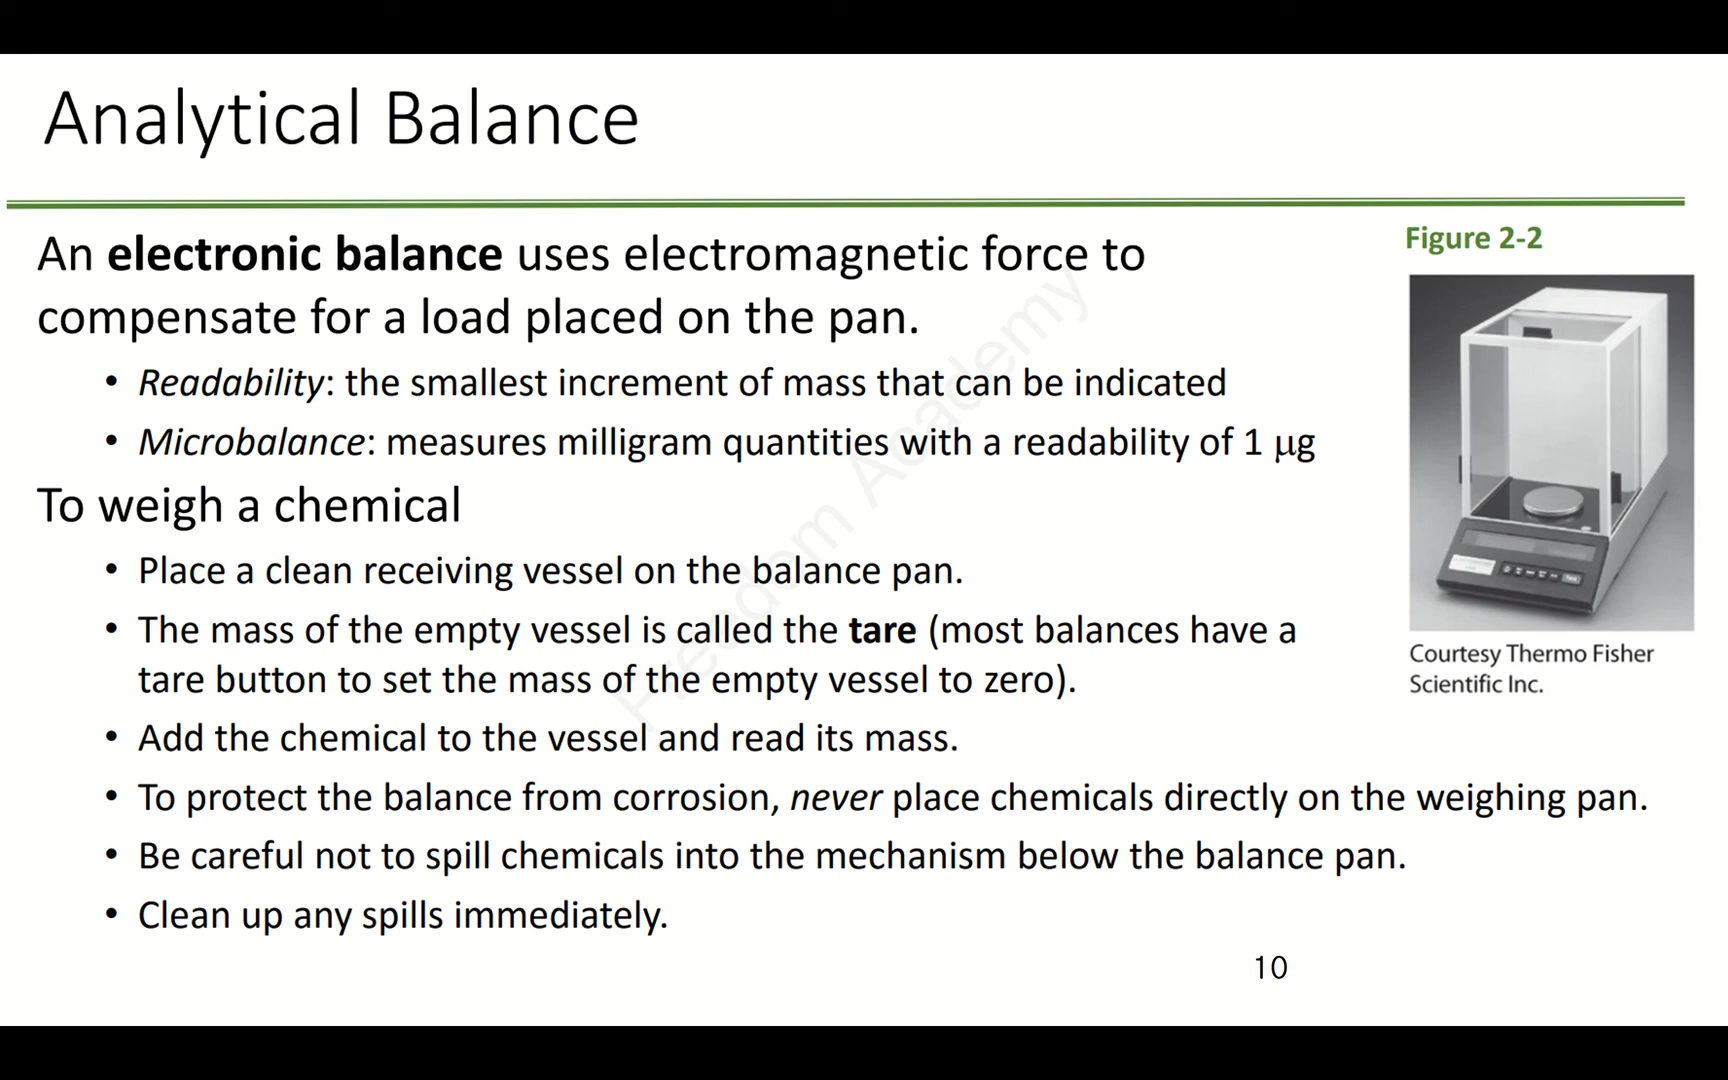 Analytical Balance
An electronic balance uses electromagnetic force to
compensate for a load placed on the pan.
• Readability: the smallest increment of mass that can be indicated
• Microbalance: measures milligram quantities with a readability of 1 μg
To weigh a chemical
• Place a clean receiving vessel on the balance pan.
• The mass of the empty vessel is called the tare (most balances have a
tare button to set the mass of the empty vessel to zero).
• Add the chemical to the vessel and read its mass.
• To protect the balance from corrosion, never place chemicals directly on the weighing pan.
• Be careful not to spill chemicals into the mechanism below the balance pan.
• Clean up any spills immediately.
Figure 2-2
Courtesy Thermo Fisher
Scientific Inc.
10
Freedom Academy